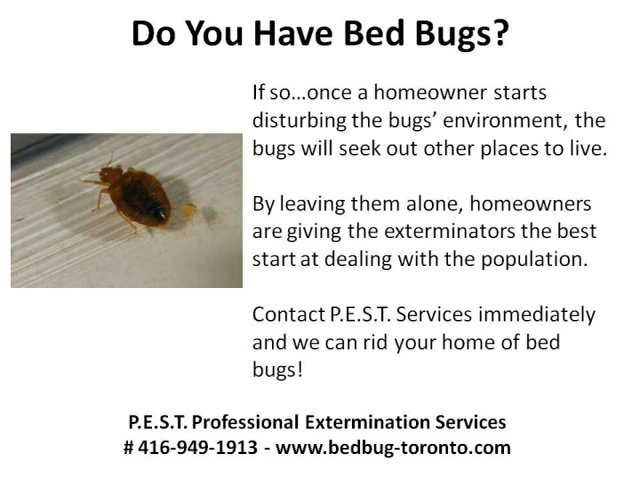 Do You Have Bed Bugs?
If so...once a homeowner starts
disturbing the bugs’ environment, the
bugs will seek out other places to live.
By leaving them alone, homeowners
are giving the exterminators the best
start at dealing with the population.
Contact P.E.S.T. Services immediately
and we can rid your home of bed
bugs!
P.E.S.T. Professional Extermination Services
# 416-949-1913 - www.bedbug-toronto.com